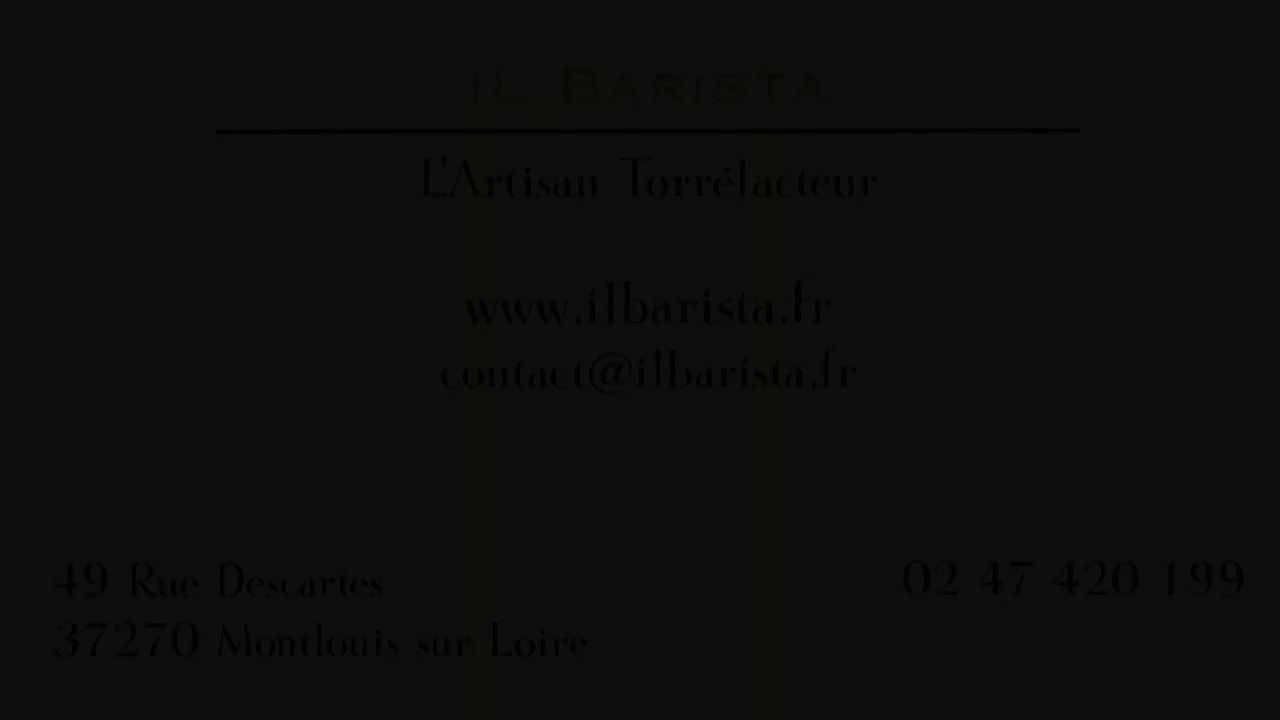 iL BARISTA
L'Artisan Torréfacteur
www.ilbarista.fr
contact@ilbarista.fr
49 Rue Descartes
37270 Montlouis sur Loire
02 47 420 199